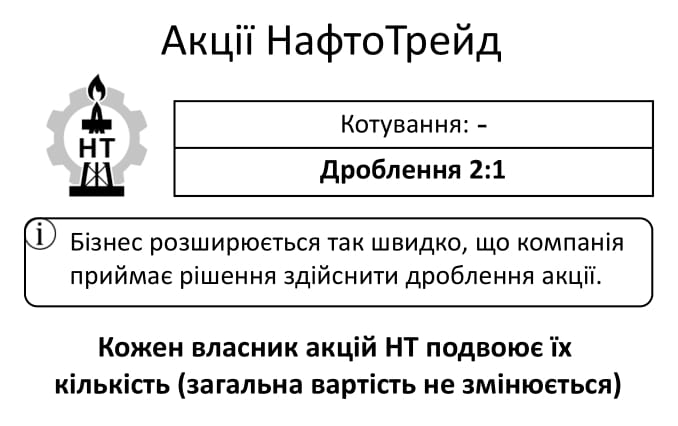 Акції НафтоТрейд
НТ
Котування: -
Дроблення 2:1
i
Бізнес розширюється так швидко, що компанія
приймає рішення здійснити дроблення акції.
Кожен власник акцій НТ подвоює їх
кількість (загальна вартість не змінюється)